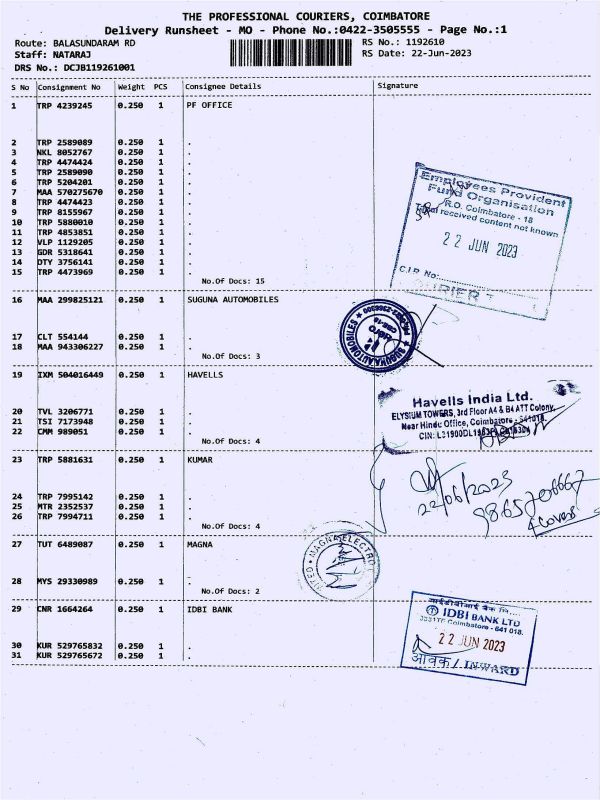 THE PROFESSIONAL COURIERS, COIMBATORE
Delivery Runsheet - MO - Phone No.:0422-3505555 - Page No.:1
Route: BALASUNDARAM RD
RS No.: 1192610
Staff: NATARAJ
RS Date: 22-Jun-2023
DRS No.: DCJB119261001
S No Consignment No Weight PCS Consignee Details Signature
1 TRP 4239245 0.250 1 PF OFFICE
2 TRP 2589089 0.250 1 .
3 NKL 8052767 0.250 1 .
4 TRP 4474424 0.250 1 .
5 TRP 2589090 0.250 1 .
6 TRP 5204201 0.250 1 .
7 MAA 570275670 0.250 1 .
8 TRP 4474423 0.250 1 .
9 TRP 8155967 0.250 1 .
10 TRP 5880010 0.250 1 .
11 TRP 4853851 0.250 1 .
12 VLP 1129205 0.250 1 .
13 GDR 5318641 0.250 1 .
14 DTY 3756141 0.250 1 .
15 TRP 4473969 0.250 1 .
No.Of Docs: 15
Employees Provident
Fund Organisation
R.O. Coimbatore - 18
received content not known
22 JUN 2023
C.I.R. No:
COURIER
16 MAA 299825121 0.250 1 SUGUNA AUTOMOBILES
17 CLT 554144 0.250 1 .
18 MAA 943306227 0.250 1 .
No.Of Docs: 3
SUGUNA AUTOMOBILES
19 IXM 504016449 0.250 1 HAVELLS
20 TVL 3206771 0.250 1 .
21 TSI 7173948 0.250 1 .
22 CMM 989051 0.250 1 .
No.Of Docs: 4
Havells India Ltd.
ELYSIUM TOWERS, 3rd Floor A4 & B4 ATT Colony,
Near Hindu Office, Coimbatore - 641018.
23 TRP 5881631 0.250 1 KUMAR
24 TRP 7995142 0.250 1 .
25 MTR 2352537 0.250 1 .
26 TRP 7994711 0.250 1 .
No.Of Docs: 4
22/06/2023
4 covers
27 TUT 6489087 0.250 1 MAGNA
28 MYS 29330989 0.250 1 .
No.Of Docs: 2
MAGNA ELECTRO
29 CNR 1664264 0.250 1 IDBI BANK
30 KUR 529765832 0.250 1 .
31 KUR 529765672 0.250 1 .
IDBI BANK LTD
Coimbatore - 641 018.
22 JUN 2023
आवक / INWARD